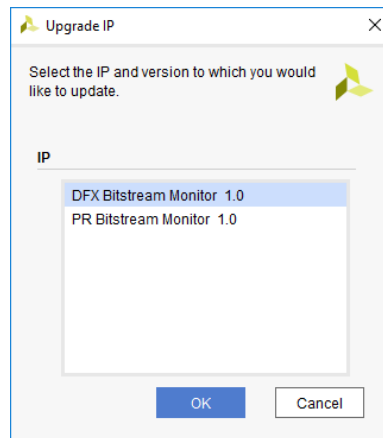 Upgrade IP
Select the IP and version to which you would
like to update.
IP
DFX Bitstream Monitor 1.0
PR Bitstream Monitor 1.0
OK
Cancel